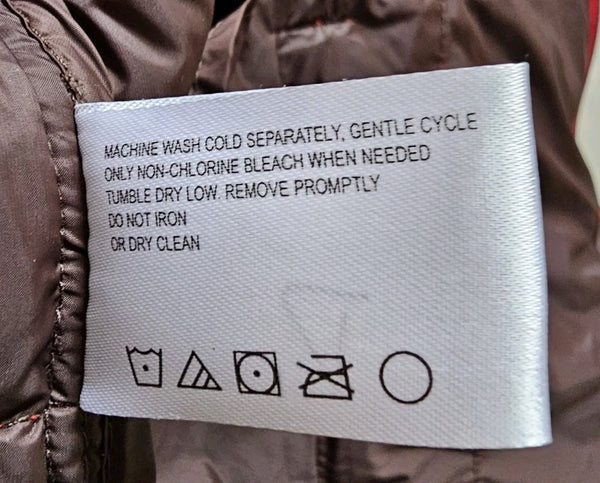 MACHINE WASH COLD SEPARATELY, GENTLE CYCLE
ONLY NON-CHLORINE BLEACH WHEN NEEDED
TUMBLE DRY LOW. REMOVE PROMPTLY
DO NOT IRON
OR DRY CLEAN